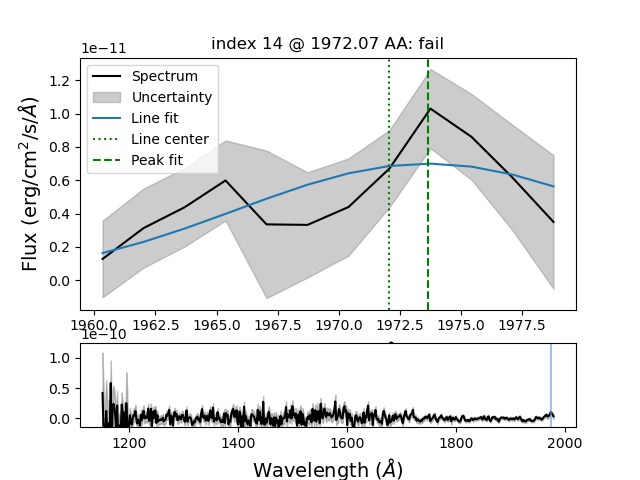 index 14 @ 1972.07 AA: fail
1e−11
Spectrum
Uncertainty
Line fit
Line center
Peak fit
Flux (erg/cm²/s/Å)
1.2
1.0
0.8
0.6
0.4
0.2
0.0
1960.0 1962.5 1965.0 1967.5 1970.0 1972.5 1975.0 1977.5
1e−10
1.0
0.5
0.0
1200 1400 1600 1800 2000
Wavelength (Å)